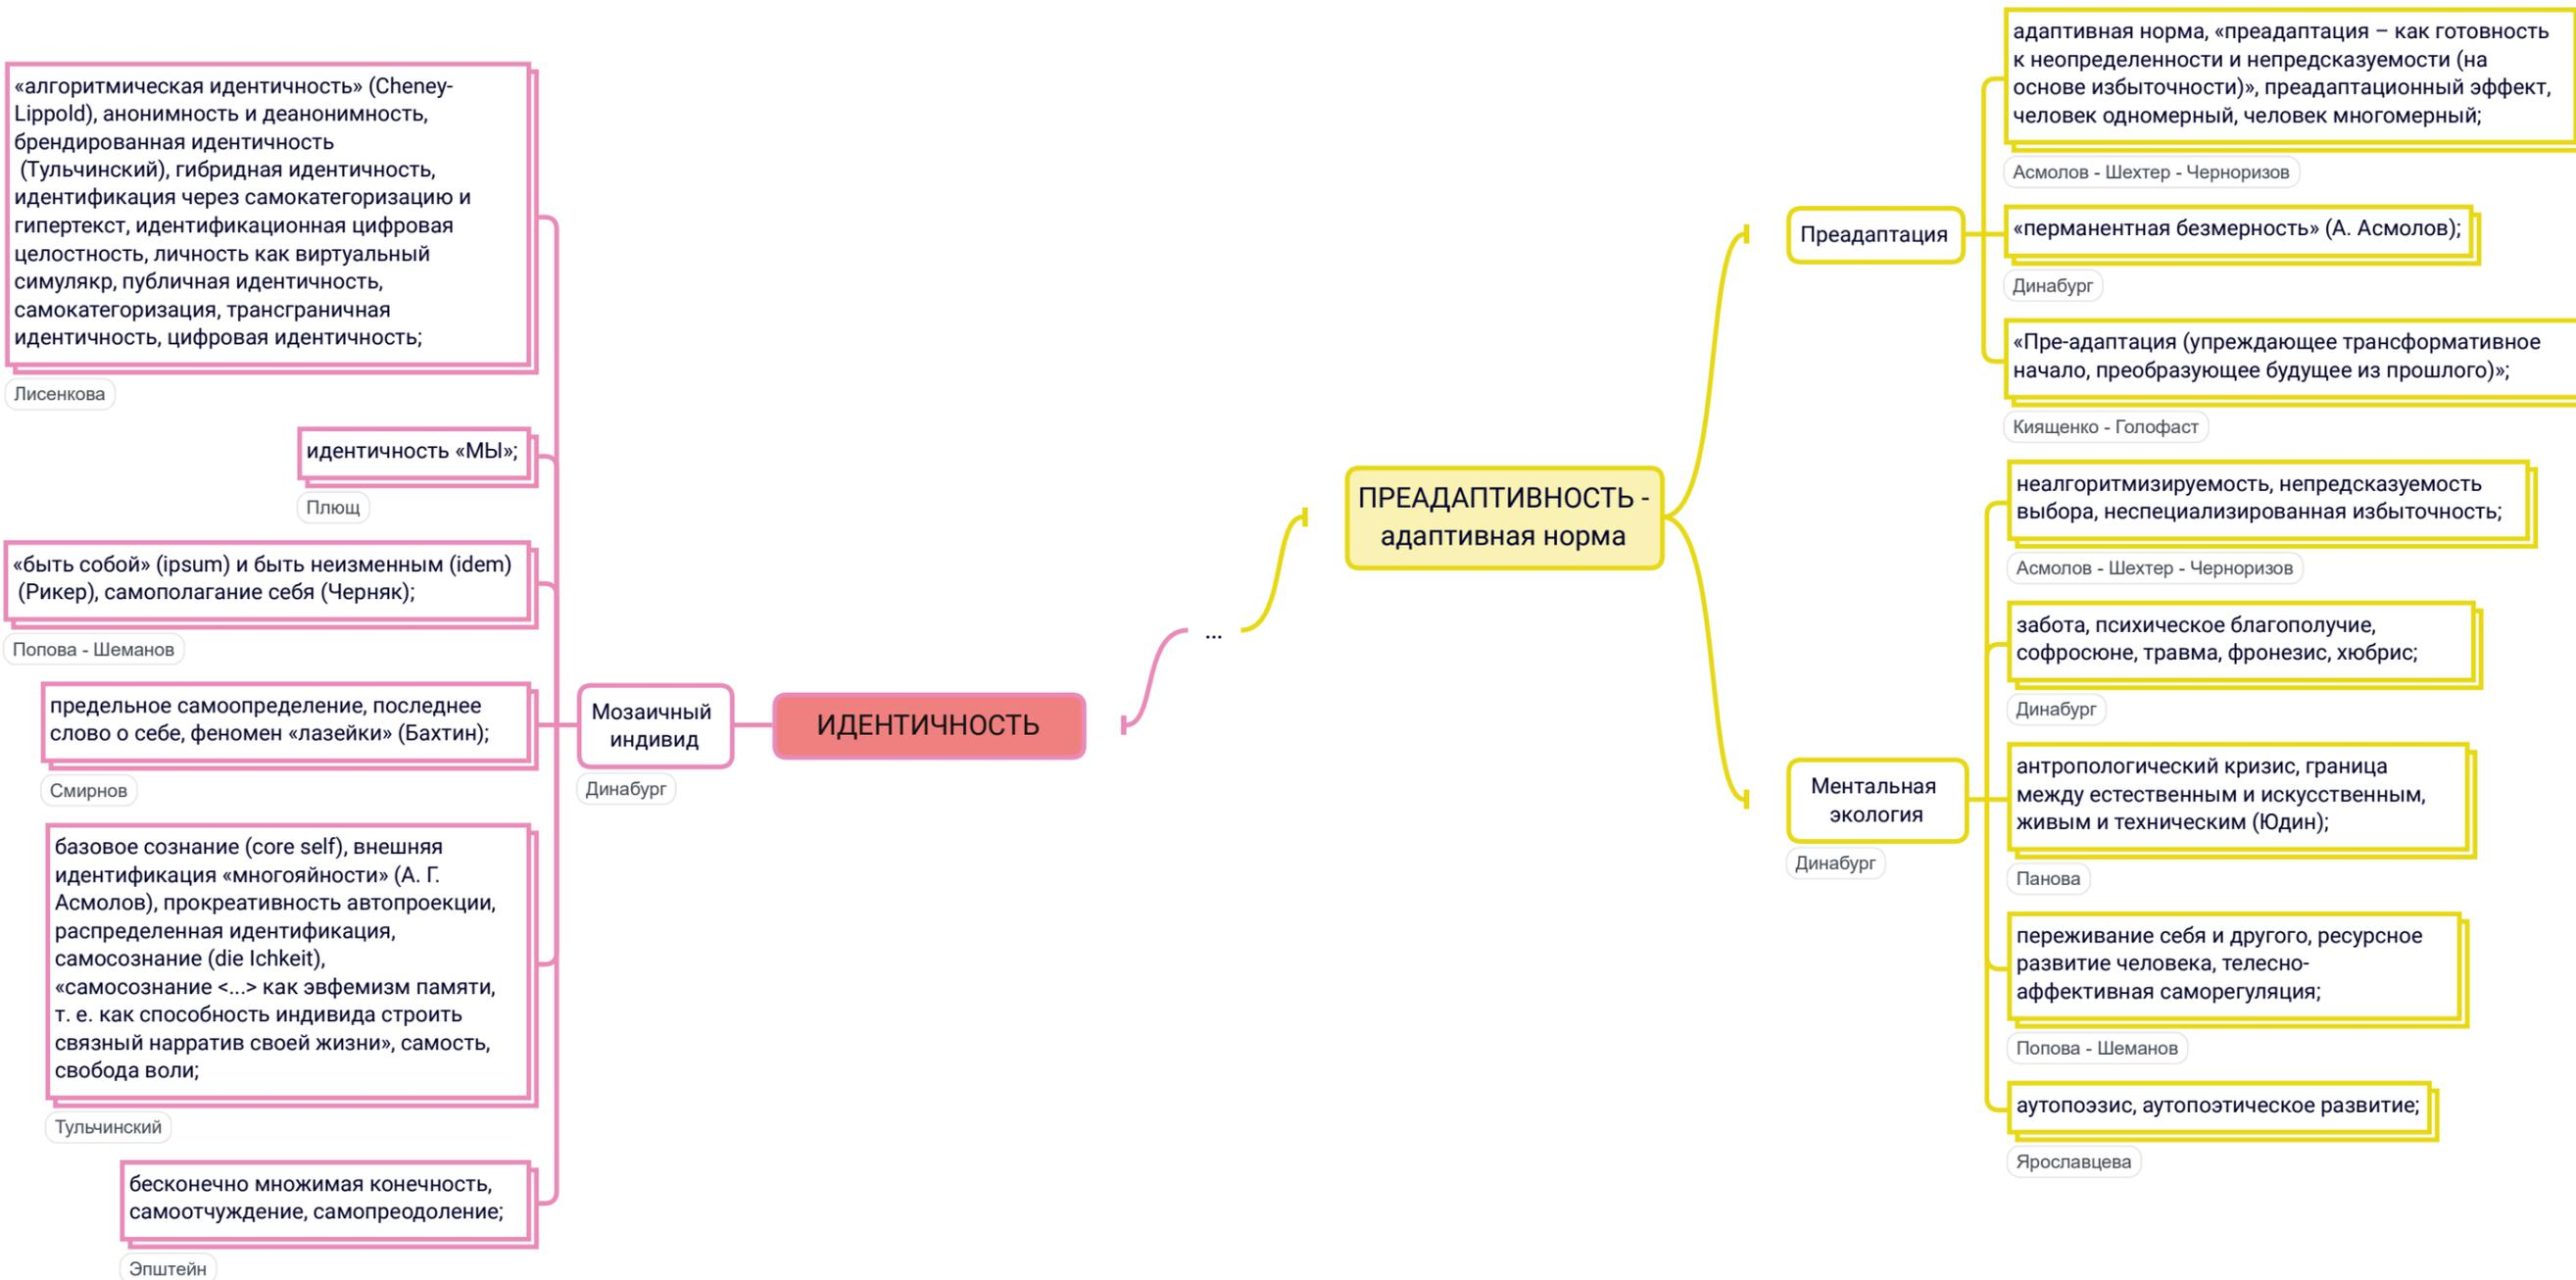 «алгоритмическая идентичность» (Cheney-
Lippold), анонимность и деанонимность,
брендированная идентичность
(Тульчинский), гибридная идентичность,
идентификация через самокатегоризацию и
гипертекст, идентификационная цифровая
целостность, личность как виртуальный
симулякр, публичная идентичность,
самокатегоризация, трансграничная
идентичность, цифровая идентичность;
Лисенкова
идентичность «МЫ»;
Плющ
«быть собой» (ipsum) и быть неизменным (idem)
(Рикер), самополагание себя (Черняк);
Попова - Шеманов
предельное самоопределение, последнее
слово о себе, феномен «лазейки» (Бахтин);
Смирнов
базовое сознание (core self), внешняя
идентификация «многояйности» (А. Г.
Асмолов), прокреативность автопроекции,
распределенная идентификация,
самосознание (die Ichkeit),
«самосознание <...> как эвфемизм памяти,
т. е. как способность индивида строить
связный нарратив своей жизни», самость,
свобода воли;
Тульчинский
бесконечно множимая конечность,
самоотчуждение, самопреодоление;
Эпштейн
Мозаичный
индивид
Динабург
ИДЕНТИЧНОСТЬ
...
ПРЕАДАПТИВНОСТЬ -
адаптивная норма
Преадаптация
адаптивная норма, «преадаптация – как готовность
к неопределенности и непредсказуемости (на
основе избыточности)», преадаптационный эффект,
человек одномерный, человек многомерный;
Асмолов - Шехтер - Черноризов
«перманентная безмерность» (А. Асмолов);
Динабург
«Пре-адаптация (упреждающее трансформативное
начало, преобразующее будущее из прошлого)»;
Киященко - Голофаст
Ментальная
экология
Динабург
неалгоритмизируемость, непредсказуемость
выбора, неспециализированная избыточность;
Асмолов - Шехтер - Черноризов
забота, психическое благополучие,
софросюне, травма, фронезис, хюбрис;
Динабург
антропологический кризис, граница
между естественным и искусственным,
живым и техническим (Юдин);
Панова
переживание себя и другого, ресурсное
развитие человека, телесно-
аффективная саморегуляция;
Попова - Шеманов
аутопоэзис, аутопоэтическое развитие;
Ярославцева